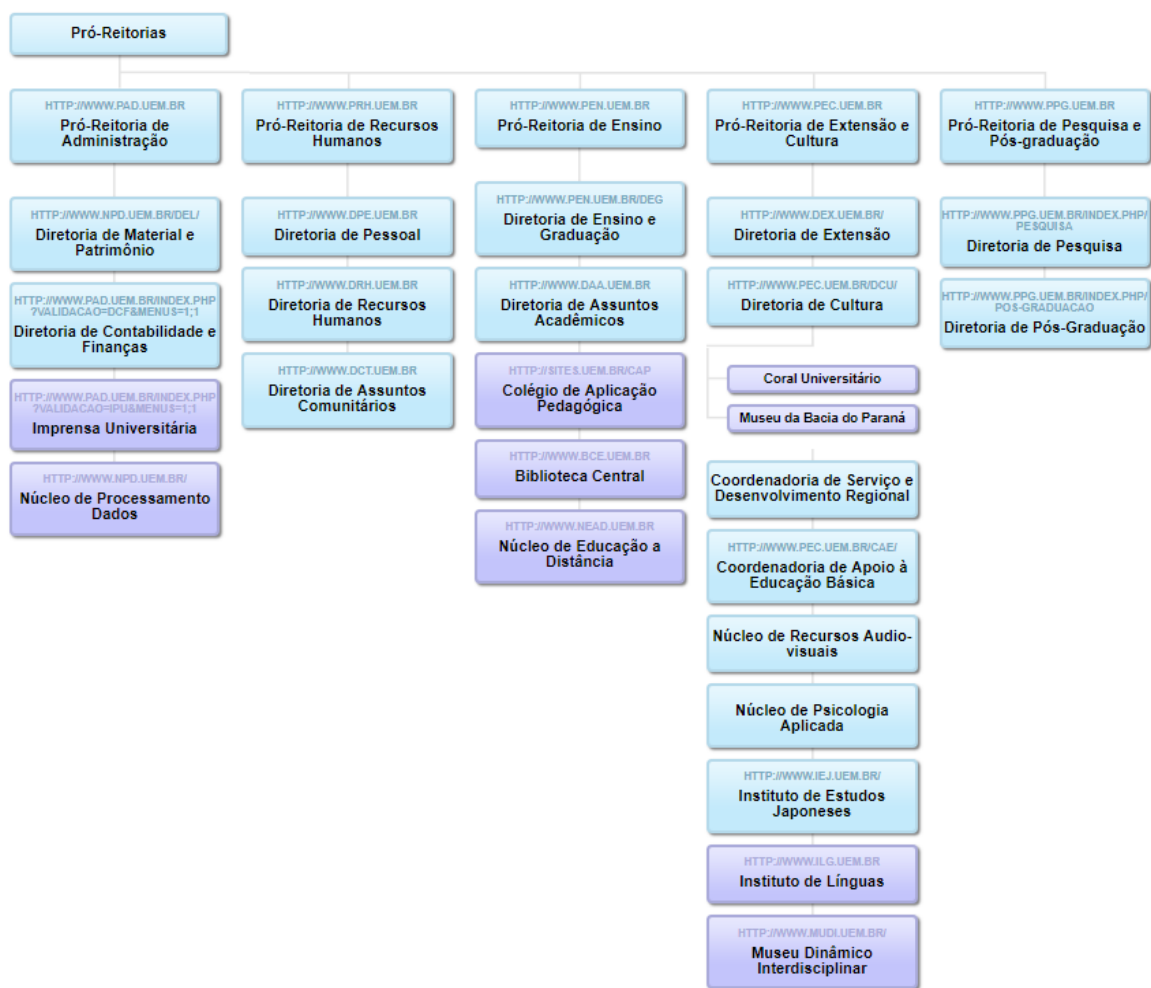 Pró-Reitorias
HTTP://WWW.PAD.UEM.BR
Pró-Reitoria de
Administração
HTTP://WWW.NPD.UEM.BR/DEL/
Diretoria de Material e
Patrimônio
HTTP://WWW.PAD.UEM.BR/INDEX.PHP
?VALIDACAO=DCF&MENUS=1;1
Diretoria de Contabilidade e
Finanças
HTTP://WWW.PAD.UEM.BR/INDEX.PHP
?VALIDACAO=IPU&MENUS=1;1
Imprensa Universitária
HTTP://WWW.NPD.UEM.BR/
Núcleo de Processamento
Dados
HTTP://WWW.PRH.UEM.BR
Pró-Reitoria de Recursos
Humanos
HTTP://WWW.DPE.UEM.BR
Diretoria de Pessoal
HTTP://WWW.DRH.UEM.BR
Diretoria de Recursos
Humanos
HTTP://WWW.DCT.UEM.BR
Diretoria de Assuntos
Comunitários
HTTP://WWW.PEN.UEM.BR
Pró-Reitoria de Ensino
HTTP://WWW.PEN.UEM.BR/DEG
Diretoria de Ensino e
Graduação
HTTP://WWW.DAA.UEM.BR
Diretoria de Assuntos
Acadêmicos
HTTP://SITES.UEM.BR/CAP
Colégio de Aplicação
Pedagógica
HTTP://WWW.BCE.UEM.BR
Biblioteca Central
HTTP://WWW.NEAD.UEM.BR
Núcleo de Educação a
Distância
HTTP://WWW.PEC.UEM.BR
Pró-Reitoria de Extensão e
Cultura
HTTP://WWW.DEX.UEM.BR/
Diretoria de Extensão
HTTP://WWW.PEC.UEM.BR/DCU/
Diretoria de Cultura
Coral Universitário
Museu da Bacia do Paraná
Coordenadoria de Serviço e
Desenvolvimento Regional
HTTP://WWW.PEC.UEM.BR/CAE/
Coordenadoria de Apoio à
Educação Básica
Núcleo de Recursos Audio-
visuais
Núcleo de Psicologia
Aplicada
HTTP://WWW.IEJ.UEM.BR/
Instituto de Estudos
Japoneses
HTTP://WWW.ILG.UEM.BR
Instituto de Línguas
HTTP://WWW.MUDI.UEM.BR/
Museu Dinâmico
Interdisciplinar
HTTP://WWW.PPG.UEM.BR
Pró-Reitoria de Pesquisa e
Pós-graduação
HTTP://WWW.PPG.UEM.BR/INDEX.PHP/
PESQUISA
Diretoria de Pesquisa
HTTP://WWW.PPG.UEM.BR/INDEX.PHP/
POS-GRADUACAO
Diretoria de Pós-Graduação